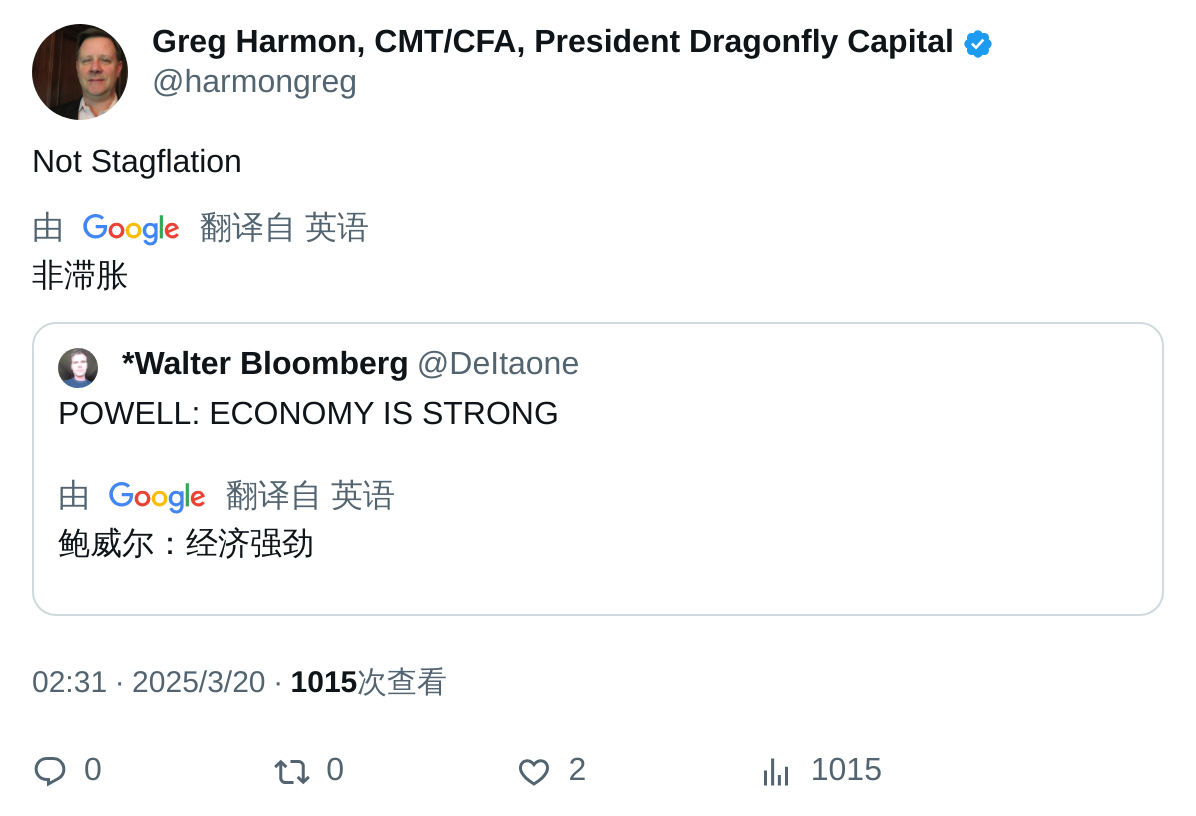 Greg Harmon, CMT/CFA, President Dragonfly Capital
@harmongreg
Not Stagflation
由 Google 翻译自 英语
非滞胀
*Walter Bloomberg @DeItaone
POWELL: ECONOMY IS STRONG
由 Google 翻译自 英语
鲍威尔：经济强劲
02:31 · 2025/3/20 · 1015次查看
0 0 2 1015